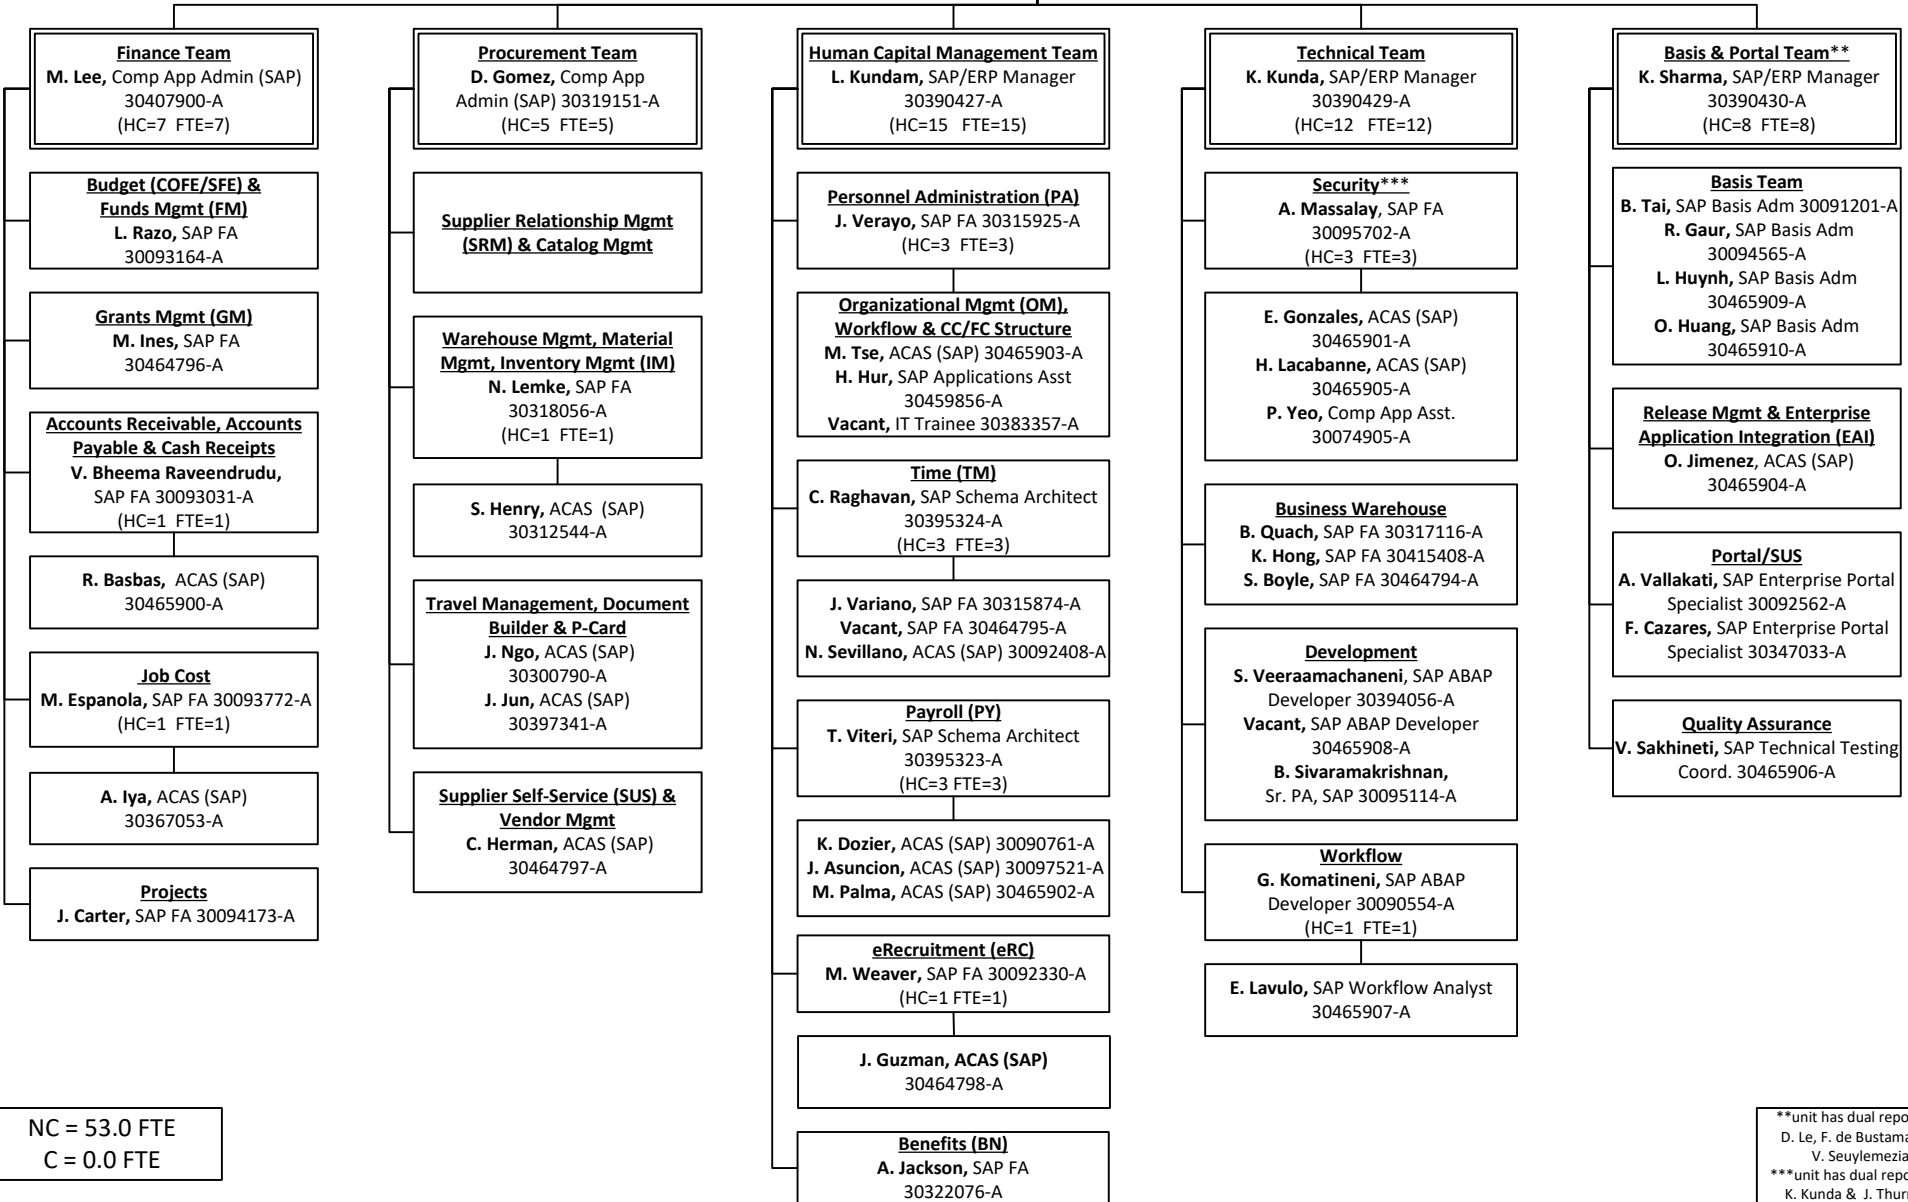 Finance Team
M. Lee, Comp App Admin (SAP)
30407900-A
(HC=7 FTE=7)
Budget (COFE/SFE) &
Funds Mgmt (FM)
L. Razo, SAP FA
30093164-A
Grants Mgmt (GM)
M. Ines, SAP FA
30464796-A
Accounts Receivable, Accounts
Payable & Cash Receipts
V. Bheema Raveendrudu,
SAP FA 30093031-A
(HC=1 FTE=1)
R. Basbas, ACAS (SAP)
30465900-A
Job Cost
M. Espanola, SAP FA 30093772-A
(HC=1 FTE=1)
A. Iya, ACAS (SAP)
30367053-A
Projects
J. Carter, SAP FA 30094173-A
Procurement Team
D. Gomez, Comp App
Admin (SAP) 30319151-A
(HC=5 FTE=5)
Supplier Relationship Mgmt
(SRM) & Catalog Mgmt
Warehouse Mgmt, Material
Mgmt, Inventory Mgmt (IM)
N. Lemke, SAP FA
30318056-A
(HC=1 FTE=1)
S. Henry, ACAS (SAP)
30312544-A
Travel Management, Document
Builder & P-Card
J. Ngo, ACAS (SAP)
30300790-A
J. Jun, ACAS (SAP)
30397341-A
Supplier Self-Service (SUS) &
Vendor Mgmt
C. Herman, ACAS (SAP)
30464797-A
Human Capital Management Team
L. Kundam, SAP/ERP Manager
30390427-A
(HC=15 FTE=15)
Personnel Administration (PA)
J. Verayo, SAP FA 30315925-A
(HC=3 FTE=3)
Organizational Mgmt (OM),
Workflow & CC/FC Structure
M. Tse, ACAS (SAP) 30465903-A
H. Hur, SAP Applications Asst
30459856-A
Vacant, IT Trainee 30383357-A
Time (TM)
C. Raghavan, SAP Schema Architect
30395324-A
(HC=3 FTE=3)
J. Variano, SAP FA 30315874-A
Vacant, SAP FA 30464795-A
N. Sevillano, ACAS (SAP) 30092408-A
Payroll (PY)
T. Viteri, SAP Schema Architect
30395323-A
(HC=3 FTE=3)
K. Dozier, ACAS (SAP) 30090761-A
J. Asuncion, ACAS (SAP) 30097521-A
M. Palma, ACAS (SAP) 30465902-A
eRecruitment (eRC)
M. Weaver, SAP FA 30092330-A
(HC=1 FTE=1)
J. Guzman, ACAS (SAP)
30464798-A
Benefits (BN)
A. Jackson, SAP FA
30322076-A
Technical Team
K. Kunda, SAP/ERP Manager
30390429-A
(HC=12 FTE=12)
Security***
A. Massalay, SAP FA
30095702-A
(HC=3 FTE=3)
E. Gonzales, ACAS (SAP)
30465901-A
H. Lacabanne, ACAS (SAP)
30465905-A
P. Yeo, Comp App Asst.
30074905-A
Business Warehouse
B. Quach, SAP FA 30317116-A
K. Hong, SAP FA 30415408-A
S. Boyle, SAP FA 30464794-A
Development
S. Veeraamachaneni, SAP ABAP
Developer 30394056-A
Vacant, SAP ABAP Developer
30465908-A
B. Sivaramakrishnan,
Sr. PA, SAP 30095114-A
Workflow
G. Komatineni, SAP ABAP
Developer 30090554-A
(HC=1 FTE=1)
E. Lavulo, SAP Workflow Analyst
30465907-A
Basis & Portal Team**
K. Sharma, SAP/ERP Manager
30390430-A
(HC=8 FTE=8)
Basis Team
B. Tai, SAP Basis Adm 30091201-A
R. Gaur, SAP Basis Adm
30094565-A
L. Huynh, SAP Basis Adm
30465909-A
O. Huang, SAP Basis Adm
30465910-A
Release Mgmt & Enterprise
Application Integration (EAI)
O. Jimenez, ACAS (SAP)
30465904-A
Portal/SUS
A. Vallakati, SAP Enterprise Portal
Specialist 30092562-A
F. Cazares, SAP Enterprise Portal
Specialist 30347033-A
Quality Assurance
V. Sakhineti, SAP Technical Testing
Coord. 30465906-A
NC = 53.0 FTE
C = 0.0 FTE
**unit has dual
D. Le, F. de
V.
***unit has dual
K. Kunda & J.